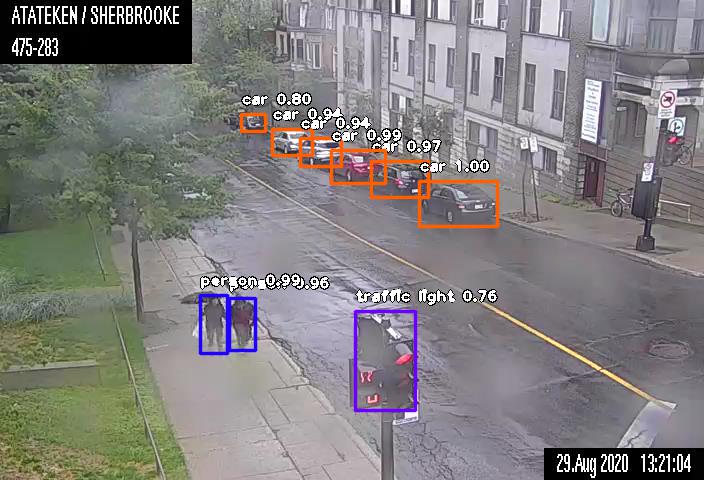 ATATEKEN / SHERBROOKE
475-283
car 0.80
car 0.94
car 0.94
car 0.99
car 0.97
car 1.00
person 0.99
0.96
traffic light 0.76
29.Aug 2020 13:21:04